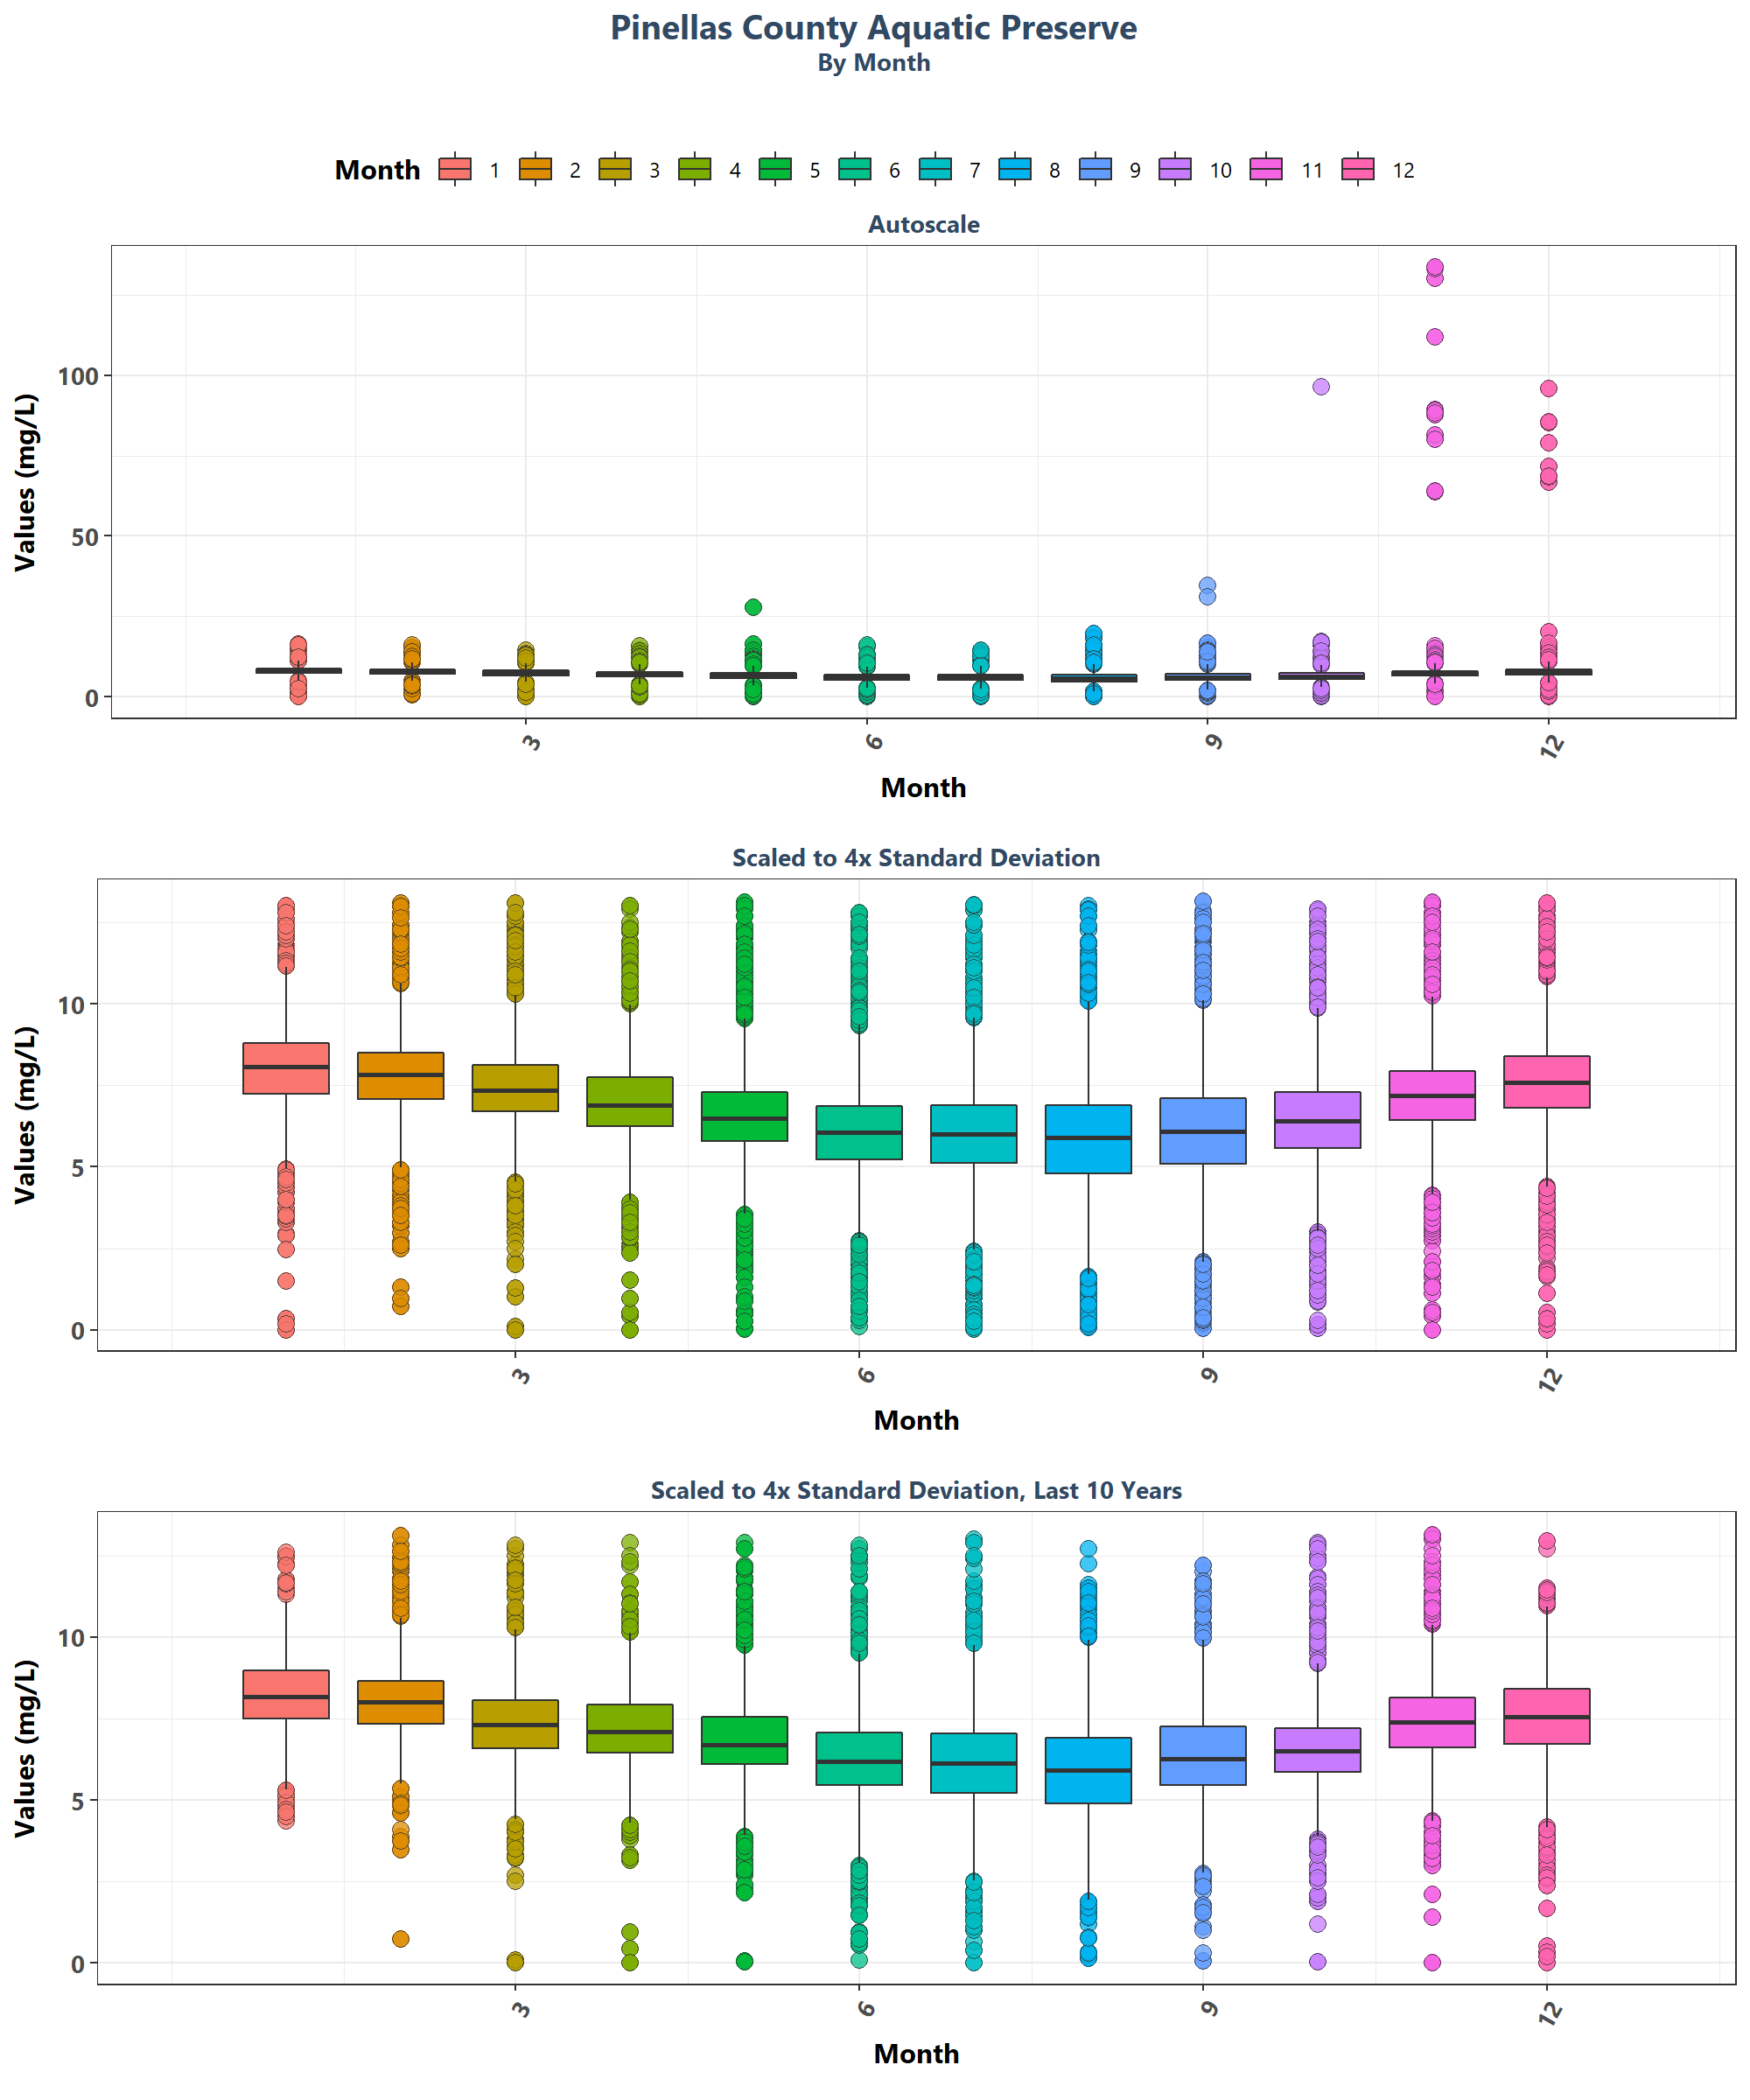 Pinellas County Aquatic Preserve
By Month
Month 1 2 3 4 5 6 7 8 9 10 11 12
Autoscale
Values (mg/L)
100
50
0
3 6 9 12
Month
Scaled to 4x Standard Deviation
Values (mg/L)
10
5
0
3 6 9 12
Month
Scaled to 4x Standard Deviation, Last 10 Years
Values (mg/L)
10
5
0
3 6 9 12
Month